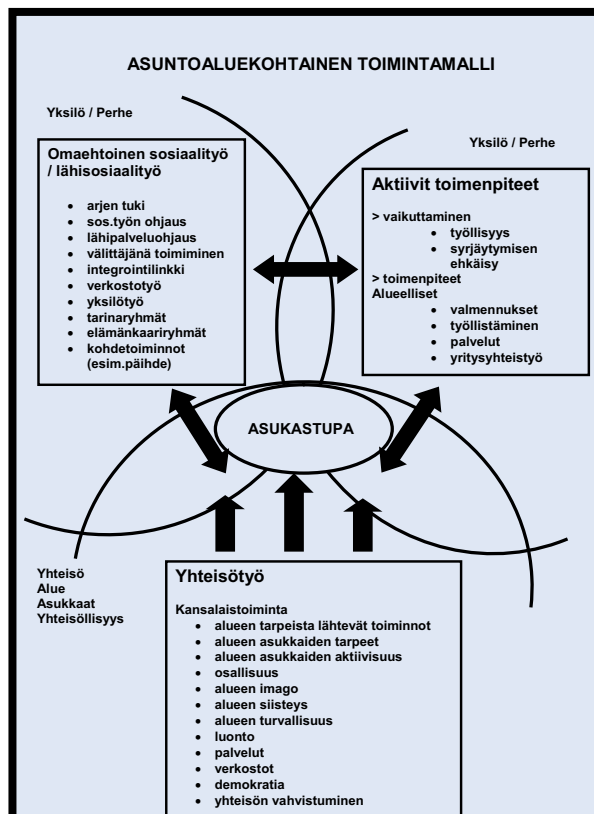 ASUNTOALUEKOHTAINEN TOIMINTAMALLI
Yksilö / Perhe
Yksilö / Perhe
Omaehtoinen sosiaalityö
/ lähisosiaalityö
• arjen tuki
• sos.työn ohjaus
• lähipalveluohjaus
• välittäjänä toimiminen
• integrointilinkki
• verkostotyö
• yksilötyö
• tarinaryhmät
• elämänkaariryhmät
• kohdetoiminnot
(esim.päihde)
Aktiivit toimenpiteet
> vaikuttaminen
• työllisyys
• syrjäytymisen
ehkäisy
> toimenpiteet
Alueelliset
• valmennukset
• työllistäminen
• palvelut
• yritysyhteistyö
ASUKASTUPA
Yhteisö
Alue
Asukkaat
Yhteisöllisyys
Yhteisötyö
Kansalaistoiminta
• alueen tarpeista lähtevät toiminnot
• alueen asukkaiden tarpeet
• alueen asukkaiden aktiivisuus
• osallisuus
• alueen imago
• alueen siisteys
• alueen turvallisuus
• luonto
• palvelut
• verkostot
• demokratia
• yhteisön vahvistuminen